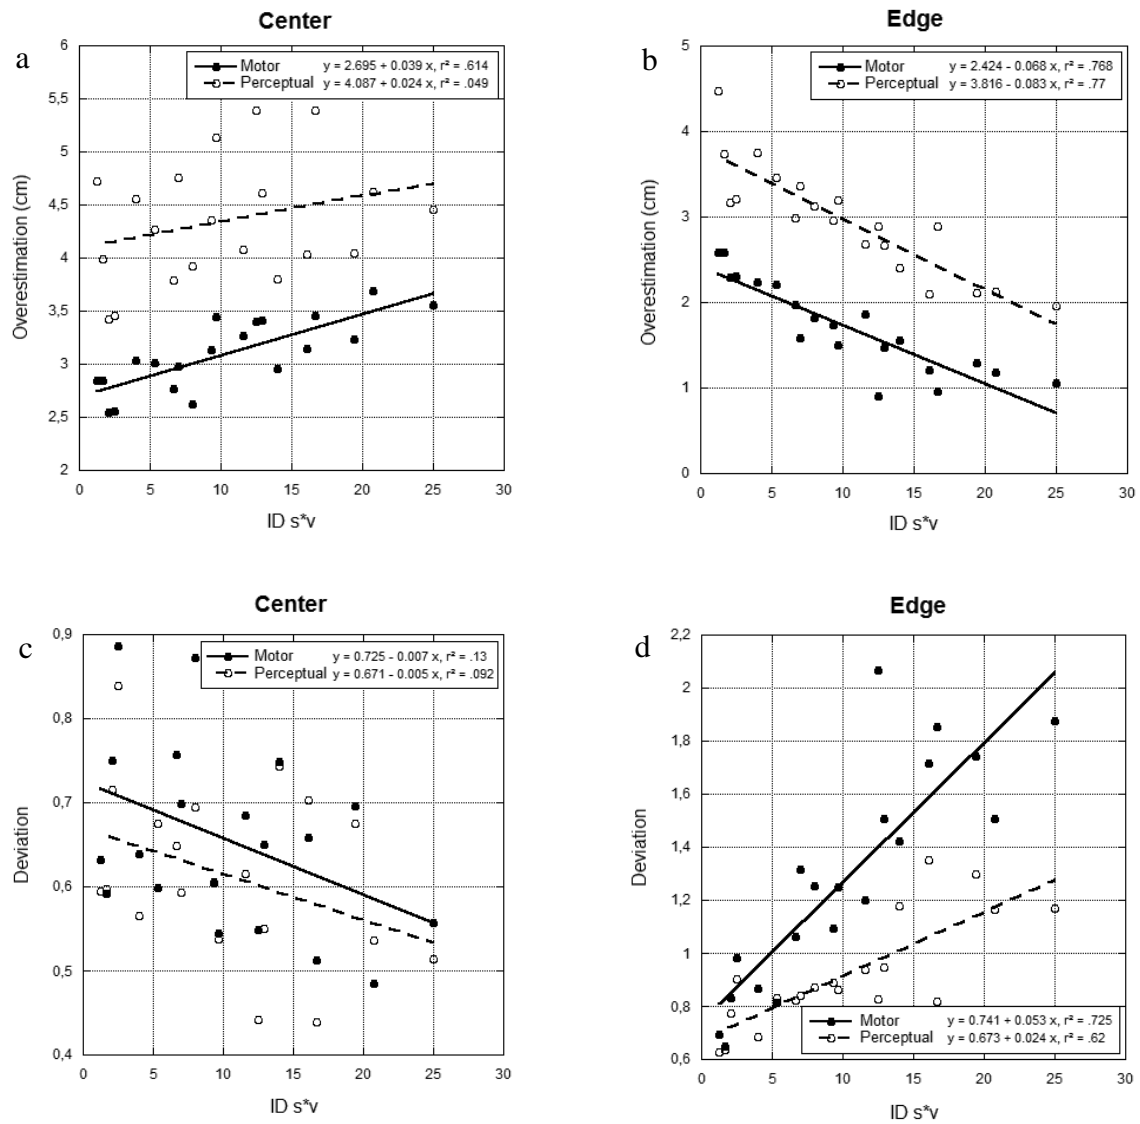 Center
a
6
5,5
5
4,5
4
3,5
3
2,5
2
Motor y = 2.695 + 0.039 x, r² = .614
Perceptual y = 4.087 + 0.024 x, r² = .049
Overestimation (cm)
0 5 10 15 20 25 30
ID s*v
Edge
b
5
4
3
2
1
0
Motor y = 2.424 - 0.068 x, r² = .768
Perceptual y = 3.816 - 0.083 x, r² = .77
Overestimation (cm)
0 5 10 15 20 25 30
ID s*v
Center
c
0,9
0,8
0,7
0,6
0,5
0,4
Motor y = 0.725 - 0.007 x, r² = .13
Perceptual y = 0.671 - 0.005 x, r² = .092
Deviation
0 5 10 15 20 25 30
ID s*v
Edge
d
2,2
2
1,8
1,6
1,4
1,2
1
0,8
0,6
Motor y = 0.741 + 0.053 x, r² = .725
Perceptual y = 0.673 + 0.024 x, r² = .62
Deviation
0 5 10 15 20 25 30
ID s*v